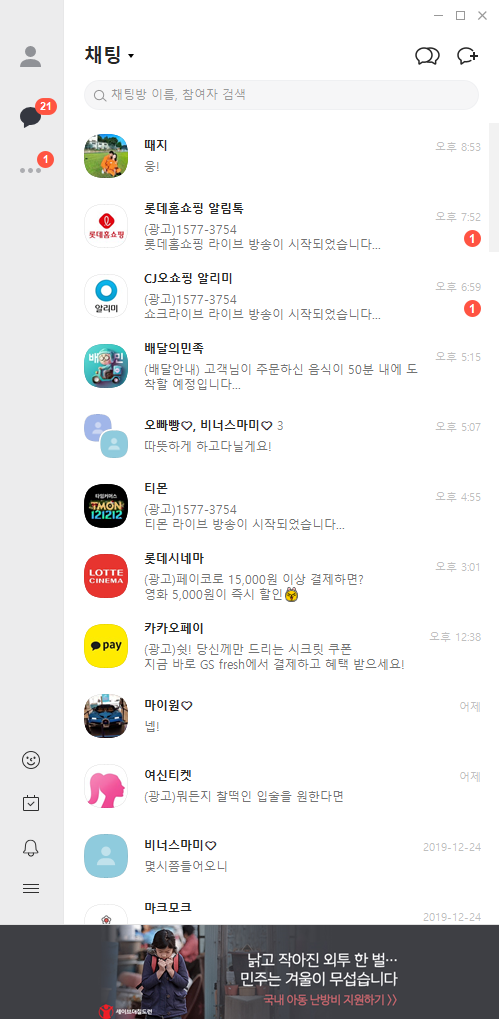 채팅
21
1
채팅방 이름, 참여자 검색
때지
오후 8:53
웅!
롯데홈쇼핑
롯데홈쇼핑 알림톡
오후 7:52
(광고)1577-3754
롯데홈쇼핑 라이브 방송이 시작되었습니다...
1
알리미
CJ오쇼핑 알리미
오후 6:59
(광고)1577-3754
쇼크라이브 라이브 방송이 시작되었습니다...
1
배민
배달의민족
오후 5:15
(배달안내) 고객님이 주문하신 음식이 50분 내에 도
착할 예정입니다...
오빠빵♡, 비너스마미♡ 3
오후 5:07
따뜻하게 하고다닐게요!
타임커머스
TMON
121212
티몬
오후 4:55
(광고)1577-3754
티몬 라이브 방송이 시작되었습니다...
LOTTE
CINEMA
롯데시네마
오후 3:01
(광고)페이코로 15,000원 이상 결제하면?
영화 5,000원이 즉시 할인
pay
카카오페이
오후 12:38
(광고)쉿! 당신께만 드리는 시크릿 쿠폰
지금 바로 GS fresh에서 결제하고 혜택 받으세요!
마이원♡
어제
넵!
여신티켓
어제
(광고)뭐든지 찰떡인 입술을 원한다면
비너스마미♡
2019-12-24
몇시쯤들어오니
마크모크
2019-12-24
낡고 작아진 외투 한 벌...
민주는 겨울이 무섭습니다
국내 아동 난방비 지원하기 >>
세이브더칠드런